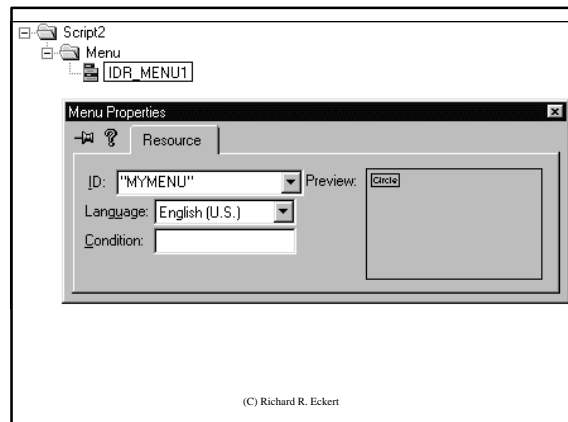 Script2
Menu
IDR_MENU1
Menu Properties
Resource
ID: "MYMENU"
Preview: Circle
Language: English (U.S.)
Condition:
(C) Richard R. Eckert